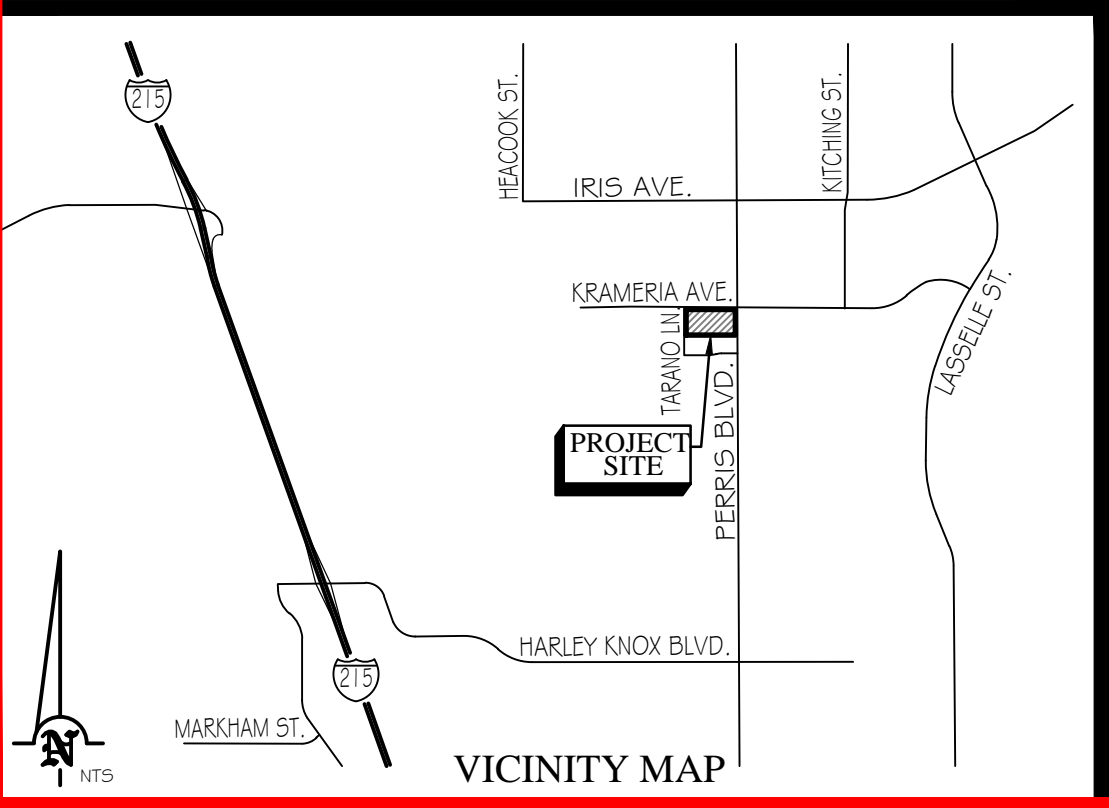 215
HEACOOK ST.
KITCHING ST.
IRIS AVE.
KRAMERIA AVE.
TARANO LN.
LASSELLE ST.
PERRIS BLVD.
PROJECT
SITE
HARLEY KNOX BLVD.
215
MARKHAM ST.
N
NTS
VICINITY MAP